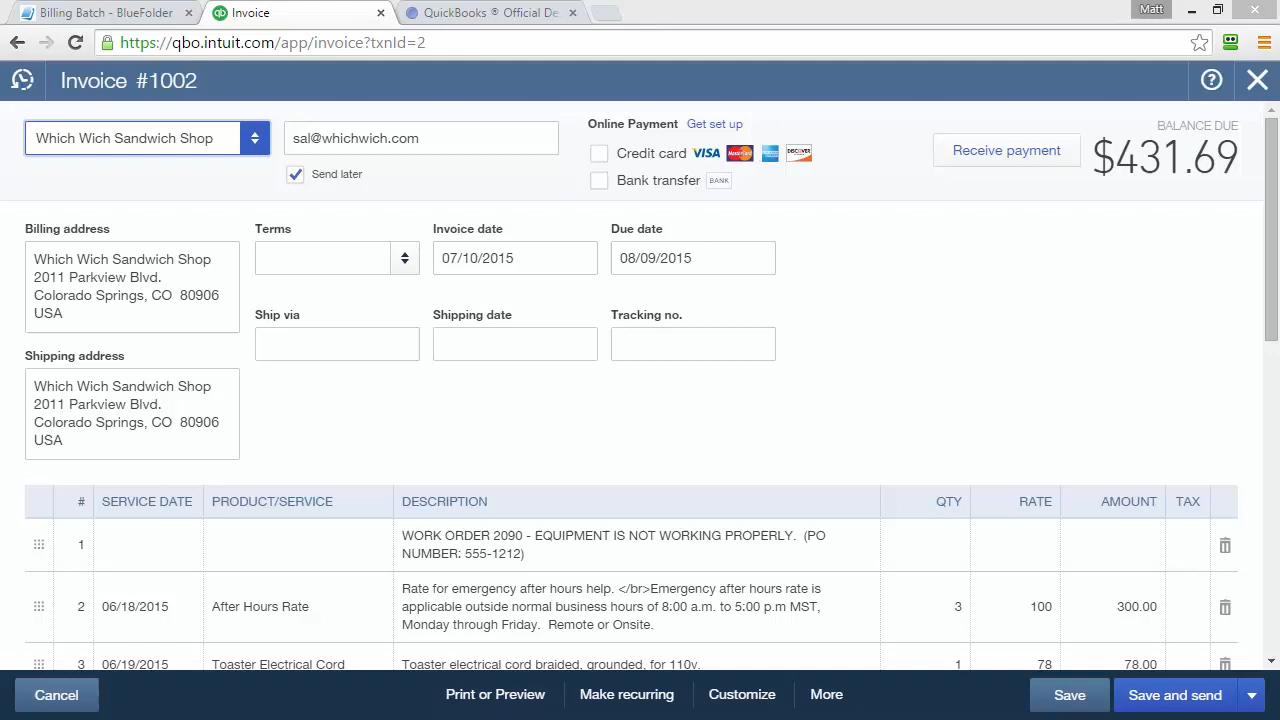 Billing Batch - BlueFolder × Invoice × QuickBooks ® Official De × Matt
https://qbo.intuit.com/app/invoice?txnId=2
Invoice #1002
Which Wich Sandwich Shop
sal@whichwich.com
Send later
Online Payment Get set up
Credit card VISA MasterCard DISCOVER
Bank transfer BANK
Receive payment
BALANCE DUE
$431.69
Billing address
Which Wich Sandwich Shop
2011 Parkview Blvd.
Colorado Springs, CO 80906
USA
Terms
Invoice date
07/10/2015
Due date
08/09/2015
Ship via
Shipping date
Tracking no.
Shipping address
Which Wich Sandwich Shop
2011 Parkview Blvd.
Colorado Springs, CO 80906
USA
# SERVICE DATE PRODUCT/SERVICE DESCRIPTION QTY RATE AMOUNT TAX
1 WORK ORDER 2090 - EQUIPMENT IS NOT WORKING PROPERLY. (PO
NUMBER: 555-1212)
Rate for emergency after hours help. </br>Emergency after hours rate is
2 06/18/2015 After Hours Rate applicable outside normal business hours of 8:00 a.m. to 5:00 p.m MST, 3 100 300.00
Monday through Friday. Remote or Onsite.
3 06/19/2015 Toaster Electrical Cord Toaster electrical cord braided, grounded, for 110v. 1 78 78.00
Cancel Print or Preview Make recurring Customize More Save Save and send